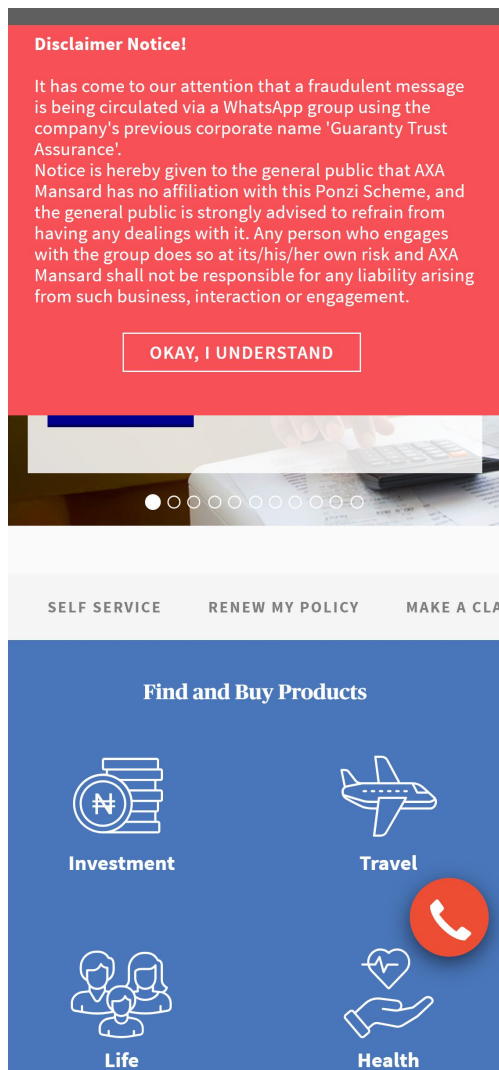 Disclaimer Notice!
It has come to our attention that a fraudulent message
is being circulated via a WhatsApp group using the
company's previous corporate name 'Guaranty Trust
Assurance'.
Notice is hereby given to the general public that AXA
Mansard has no affiliation with this Ponzi Scheme, and
the general public is strongly advised to refrain from
having any dealings with it. Any person who engages
with the group does so at its/his/her own risk and AXA
Mansard shall not be responsible for any liability arising
from such business, interaction or engagement.
OKAY, I UNDERSTAND
SELF SERVICE RENEW MY POLICY MAKE A CLA
Find and Buy Products
Investment Travel
Life Health